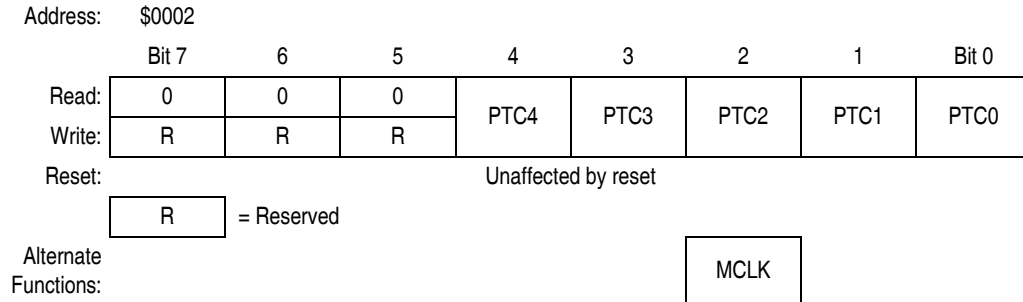 Address: $0002
Bit 7 6 5 4 3 2 1 Bit 0
Read: 0 0 0 PTC4 PTC3 PTC2 PTC1 PTC0
Write: R R R
Reset: Unaffected by reset
R = Reserved
Alternate
Functions: MCLK